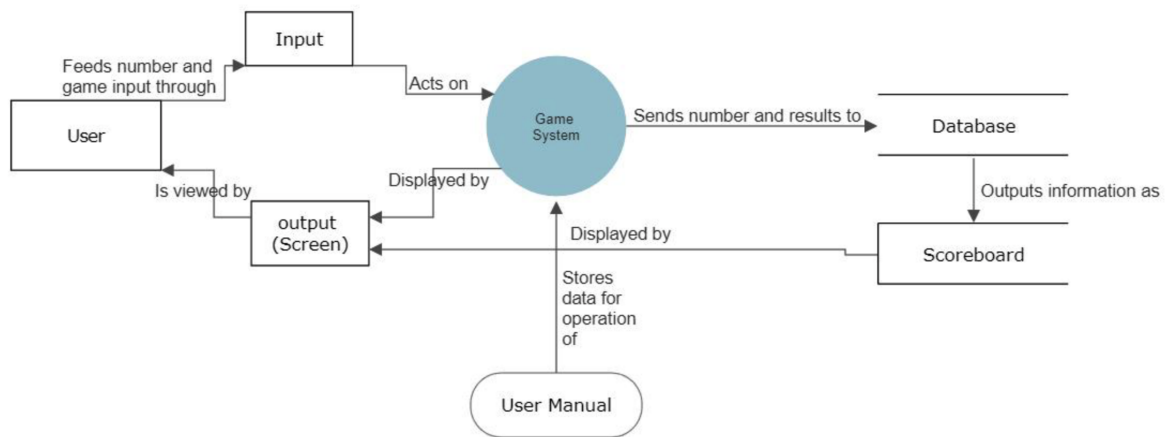 Input
Feeds number and
game input through
Acts on
User
Game
System
Sends number and results to
Database
Is viewed by
Displayed by
Outputs information as
output
(Screen)
Displayed by
Scoreboard
Stores
data for
operation
of
User Manual